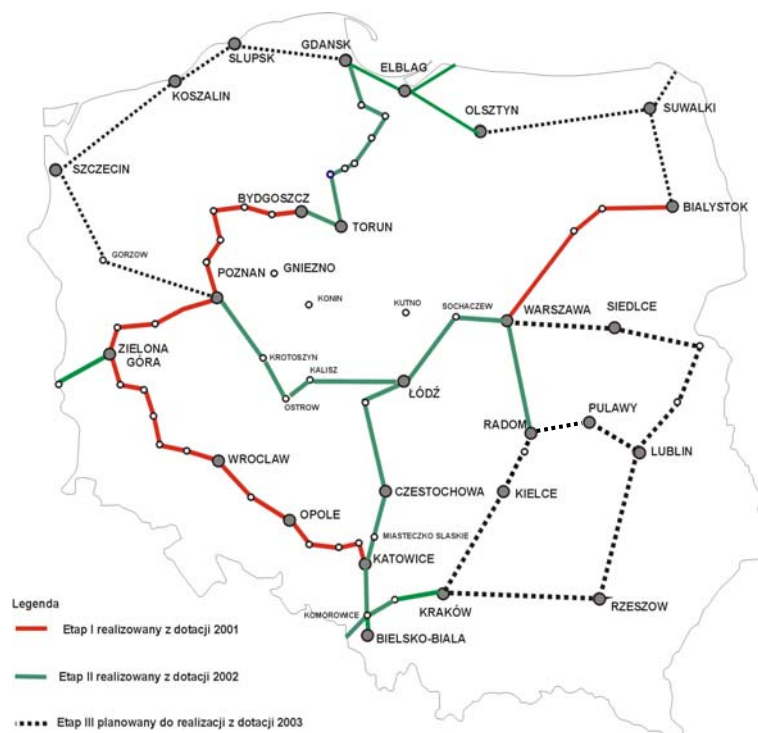 GDANSK
SLUPSK
ELBLAG
KOSZALIN
OLSZTYN
SUWALKI
SZCZECIN
BYDGOSZCZ
BIALYSTOK
TORUN
GORZOW
POZNAN
GNIEZNO
KONIN
KUTNO
SOCHACZEW
WARSZAWA
SIEDLCE
ZIELONA
GÓRA
KROTOSZYN
KALISZ
ŁÓDŹ
OSTROW
PULAWY
RADOM
LUBLIN
WROCLAW
CZESTOCHOWA
KIELCE
OPOLE
MIASTECZKO SLASKIE
KATOWICE
KRAKÓW
RZESZOW
KOMOROWICE
BIELSKO-BIALA
Legenda
Etap I realizowany z dotacji 2001
Etap II realizowany z dotacji 2002
Etap III planowany do realizacji z dotacji 2003